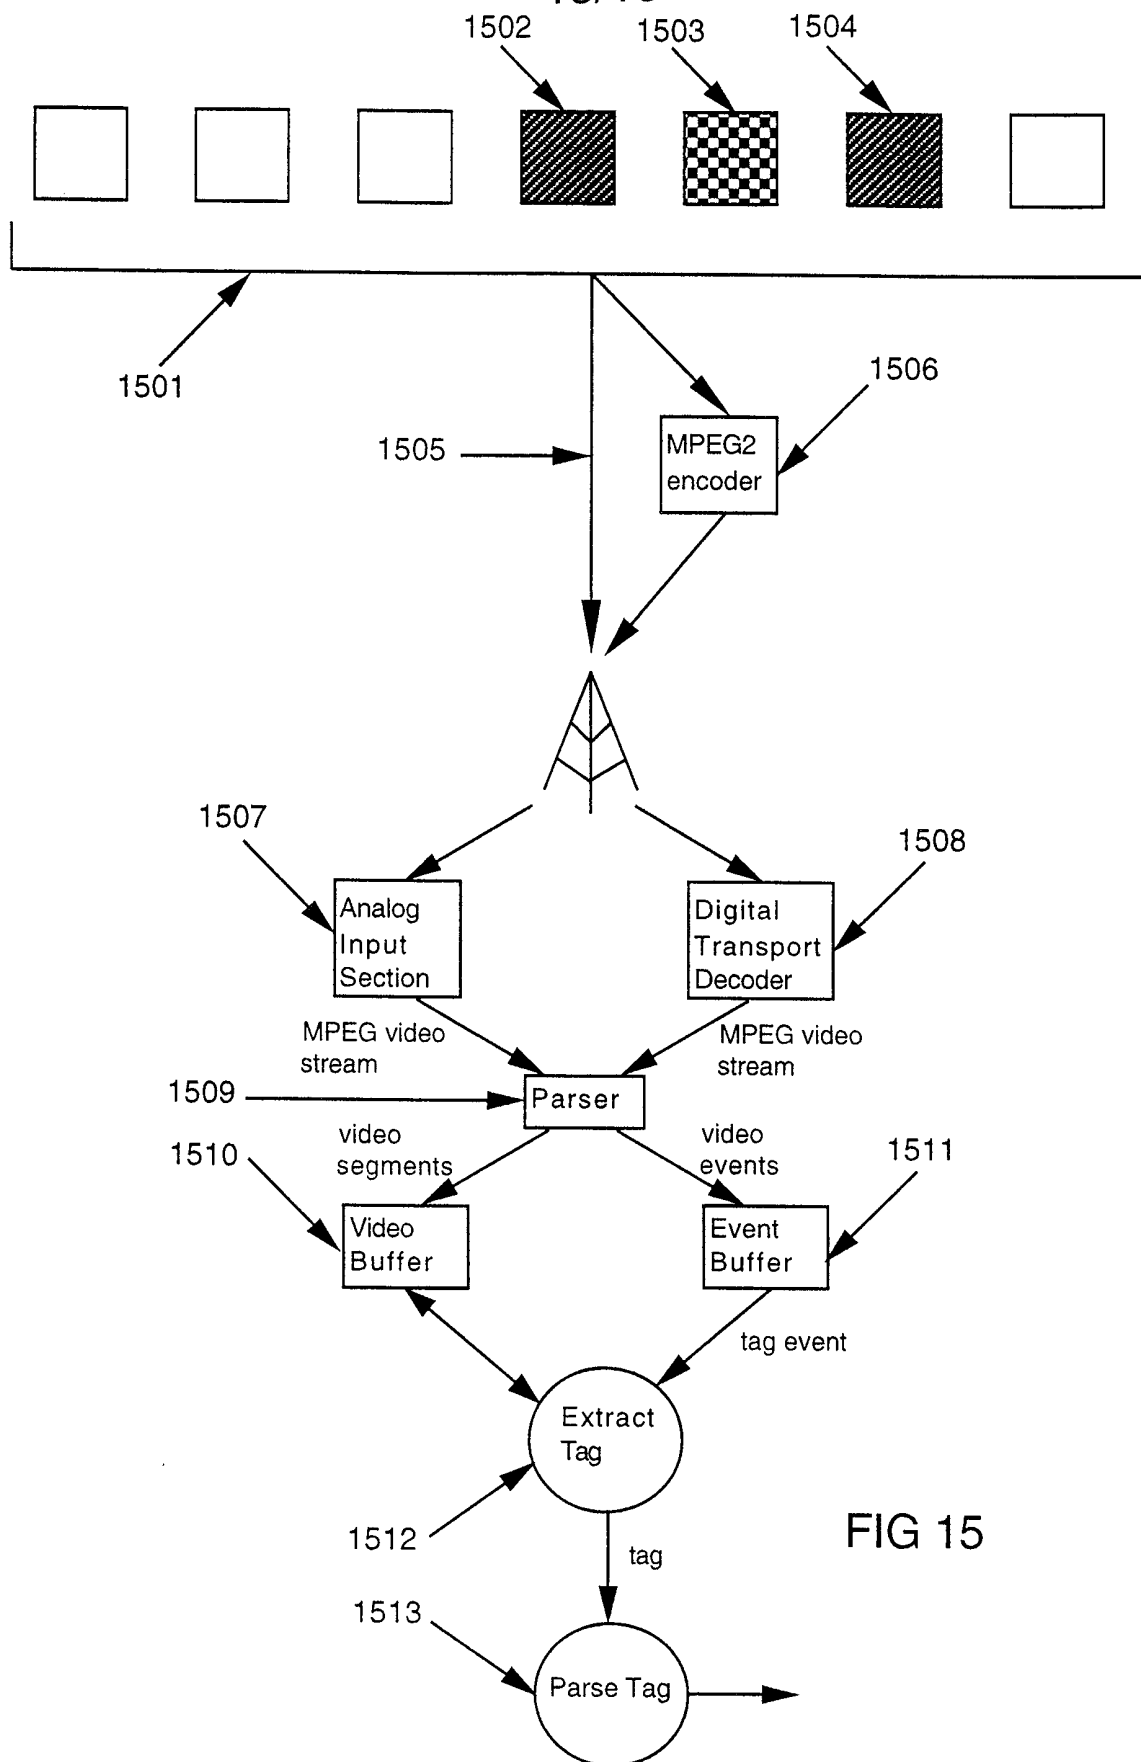 1502
1503
1504
1501
1506
1505
MPEG2
encoder
1507
1508
Analog
Input
Section
Digital
Transport
Decoder
MPEG video
stream
MPEG video
stream
1509
Parser
1510
video
segments
video
events
1511
Video
Buffer
Event
Buffer
tag event
Extract
Tag
1512
FIG 15
tag
1513
Parse Tag